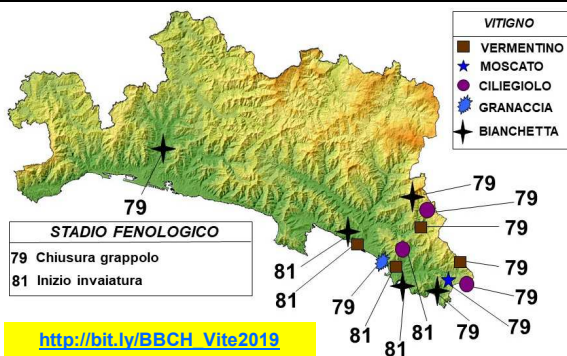 VITIGNO
VERMENTINO
MOSCATO
CILIEGIOLO
GRANACCIA
BIANCHETTA
79
79
79
79
STADIO FENOLOGICO
79 Chiusura grappolo
81 Inizio invaiatura
81
81
79
81
81
81
79
79
79
79
http://bit.ly/BBCH_Vite2019